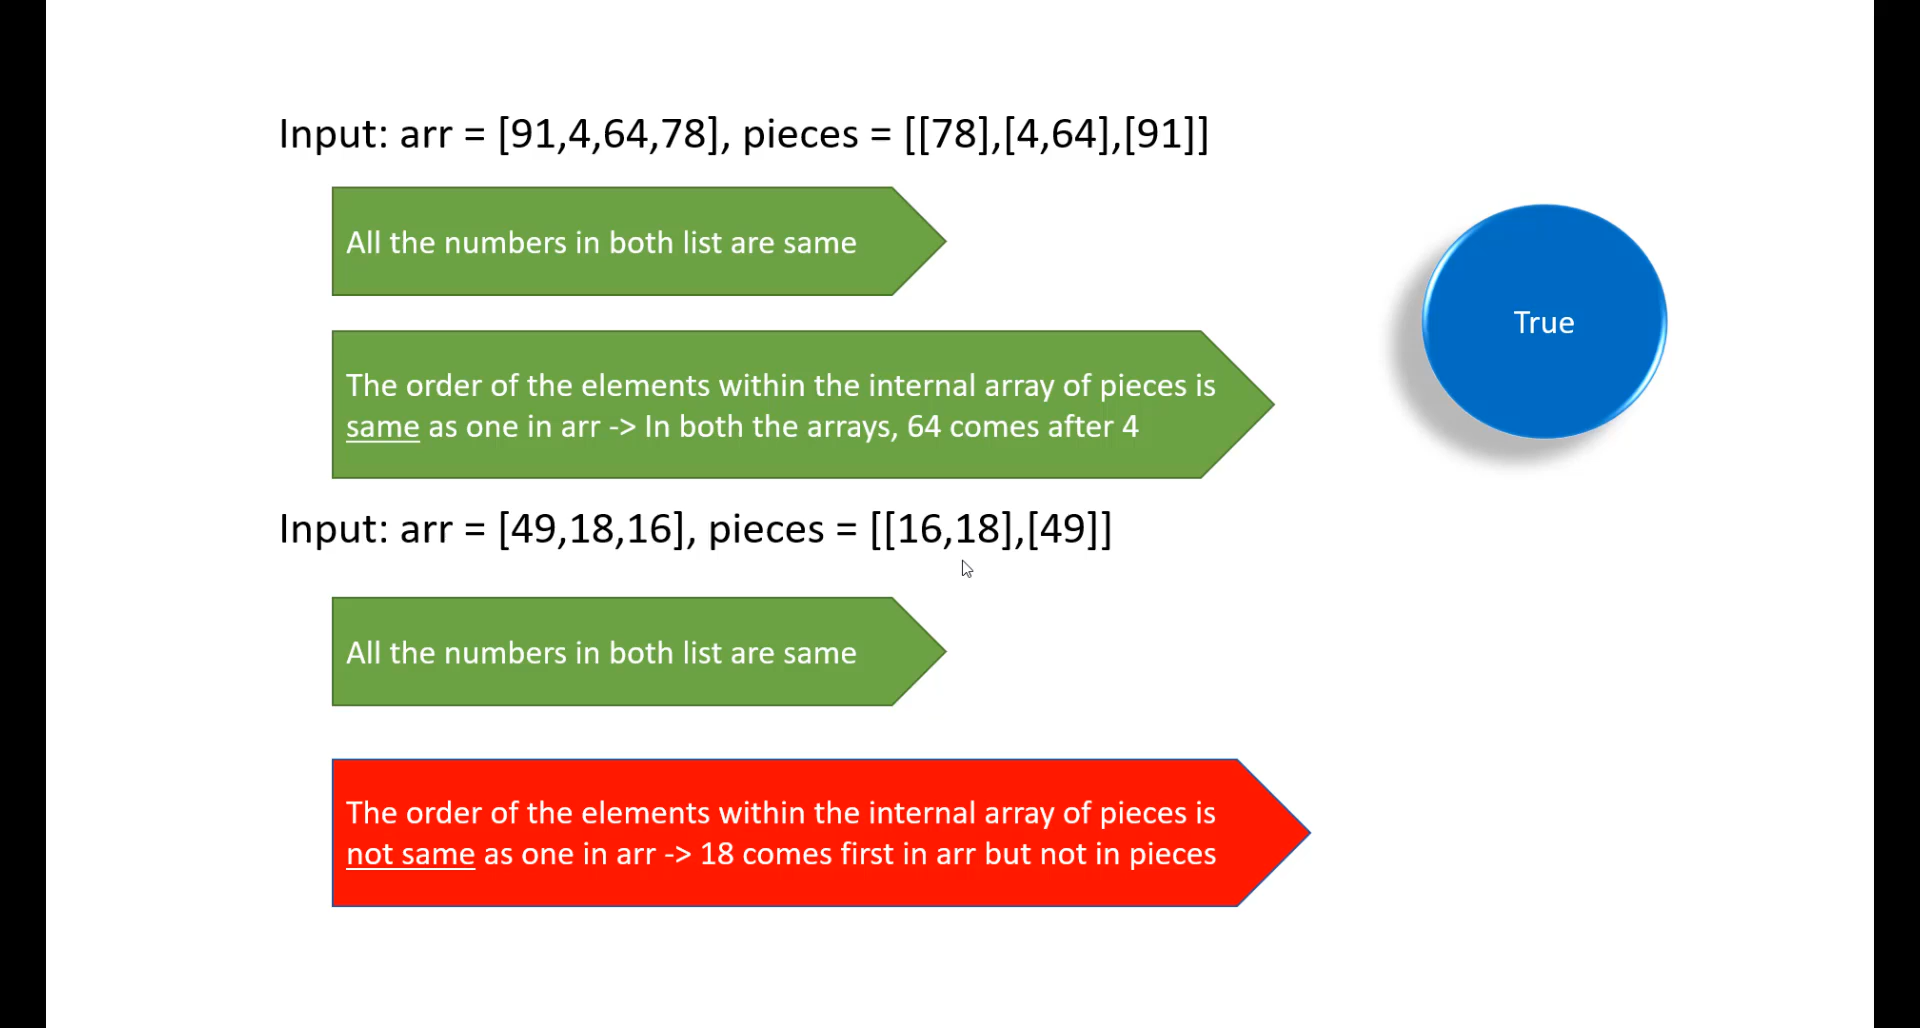 Input: arr = [91,4,64,78], pieces = [[78],[4,64],[91]]
All the numbers in both list are same
The order of the elements within the internal array of pieces is
same as one in arr -> In both the arrays, 64 comes after 4
True
Input: arr = [49,18,16], pieces = [[16,18],[49]]
All the numbers in both list are same
The order of the elements within the internal array of pieces is
not same as one in arr -> 18 comes first in arr but not in pieces